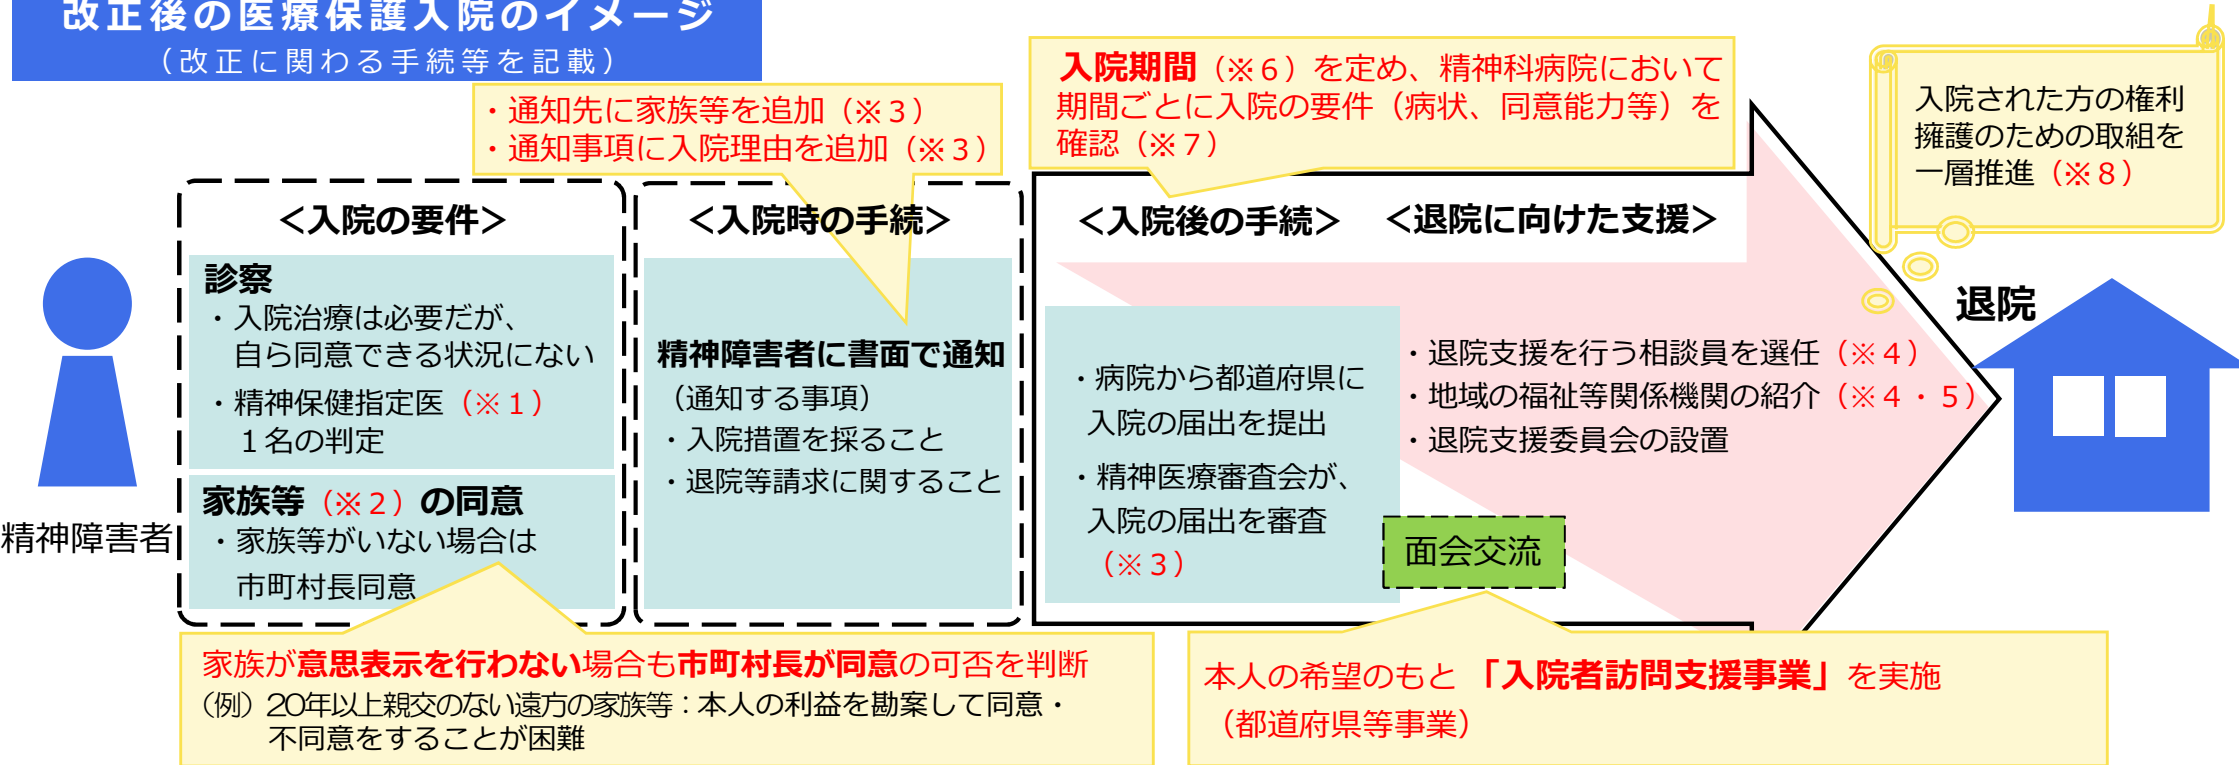 改正後の医療保護入院のイメージ
（改正に関わる手続等を記載）
・通知先に家族等を追加（※３）
・通知事項に入院理由を追加（※３）
入院期間（※６）を定め、精神科病院において
期間ごとに入院の要件（病状、同意能力等）を
確認（※７）
入院された方の権利
擁護のための取組を
一層推進（※８）
精神障害者
＜入院の要件＞
診察
・入院治療は必要だが、
自ら同意できる状況にない
・精神保健指定医（※１）
１名の判定
家族等（※２）の同意
・家族等がいない場合は
市町村長同意
＜入院時の手続＞
精神障害者に書面で通知
（通知する事項）
・入院措置を採ること
・退院等請求に関すること
＜入院後の手続＞
・病院から都道府県に
入院の届出を提出
・精神医療審査会が、
入院の届出を審査
（※３）
＜退院に向けた支援＞
・退院支援を行う相談員を選任（※４）
・地域の福祉等関係機関の紹介（※４・５）
・退院支援委員会の設置
面会交流
退院
家族が意思表示を行わない場合も市町村長が同意の可否を判断
（例）20年以上親交のない遠方の家族等：本人の利益を勘案して同意・
不同意をすることが困難
本人の希望のもと「入院者訪問支援事業」を実施
（都道府県等事業）